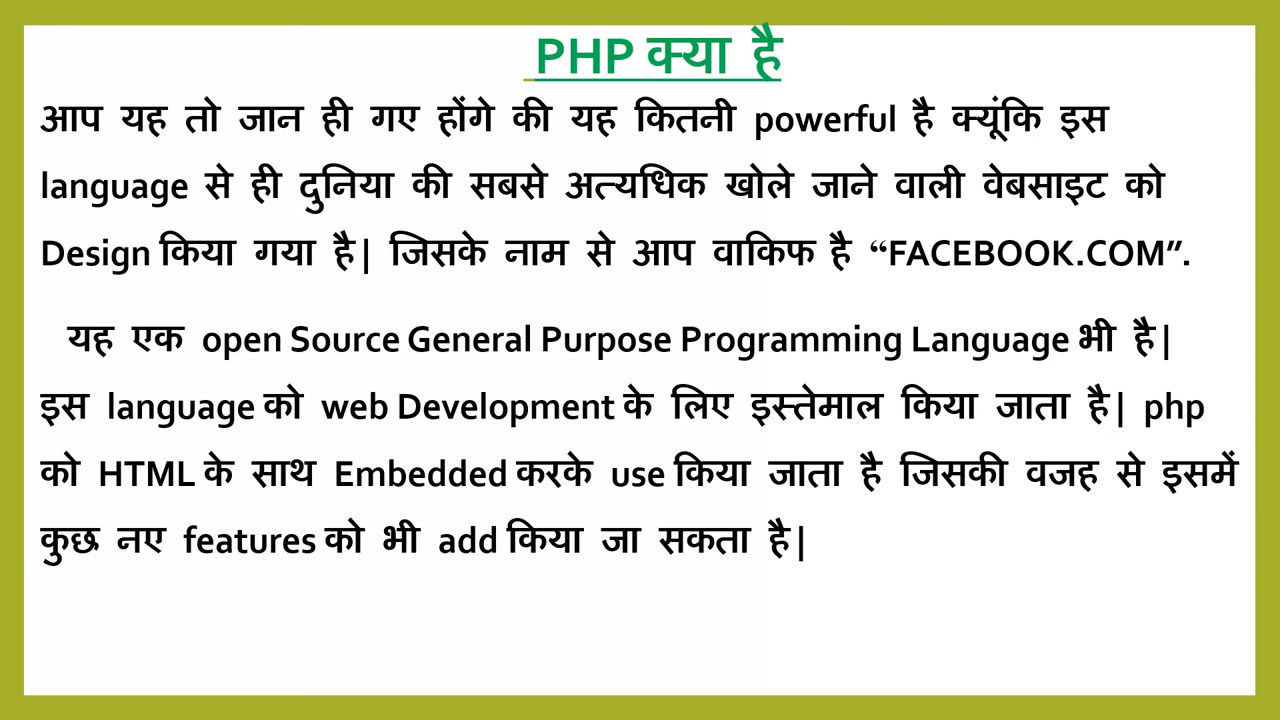 PHP क्या है
आप यह तो जान ही गए होंगे की यह कितनी powerful है क्यूंकि इस
language से ही दुनिया की सबसे अत्यधिक खोले जाने वाली वेबसाइट को
Design किया गया है| जिसके नाम से आप वाकिफ है “FACEBOOK.COM”.
यह एक open Source General Purpose Programming Language भी है|
इस language को web Development के लिए इस्तेमाल किया जाता है| php
को HTML के साथ Embedded करके use किया जाता है जिसकी वजह से इसमें
कुछ नए features को भी add किया जा सकता है|